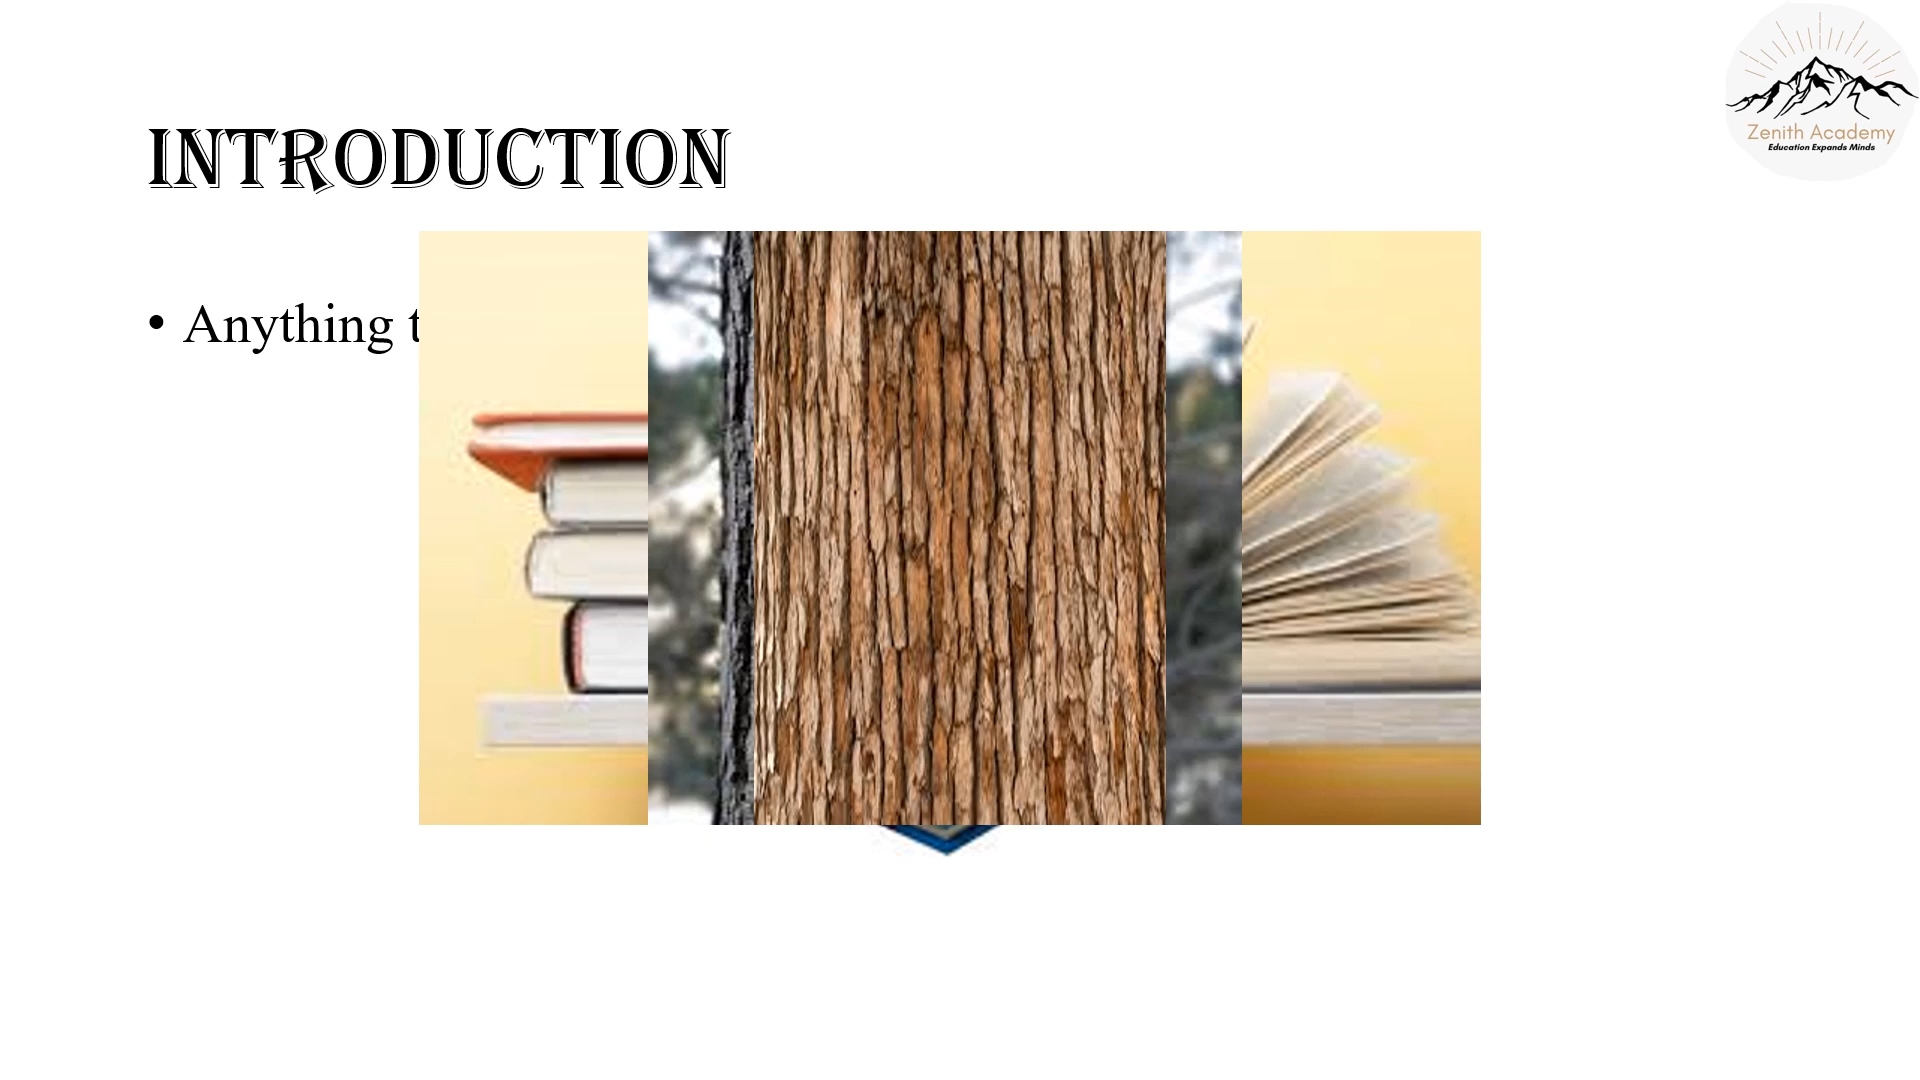 INTRODUCTION
• Anything
Zenith Academy
Education Expands Minds